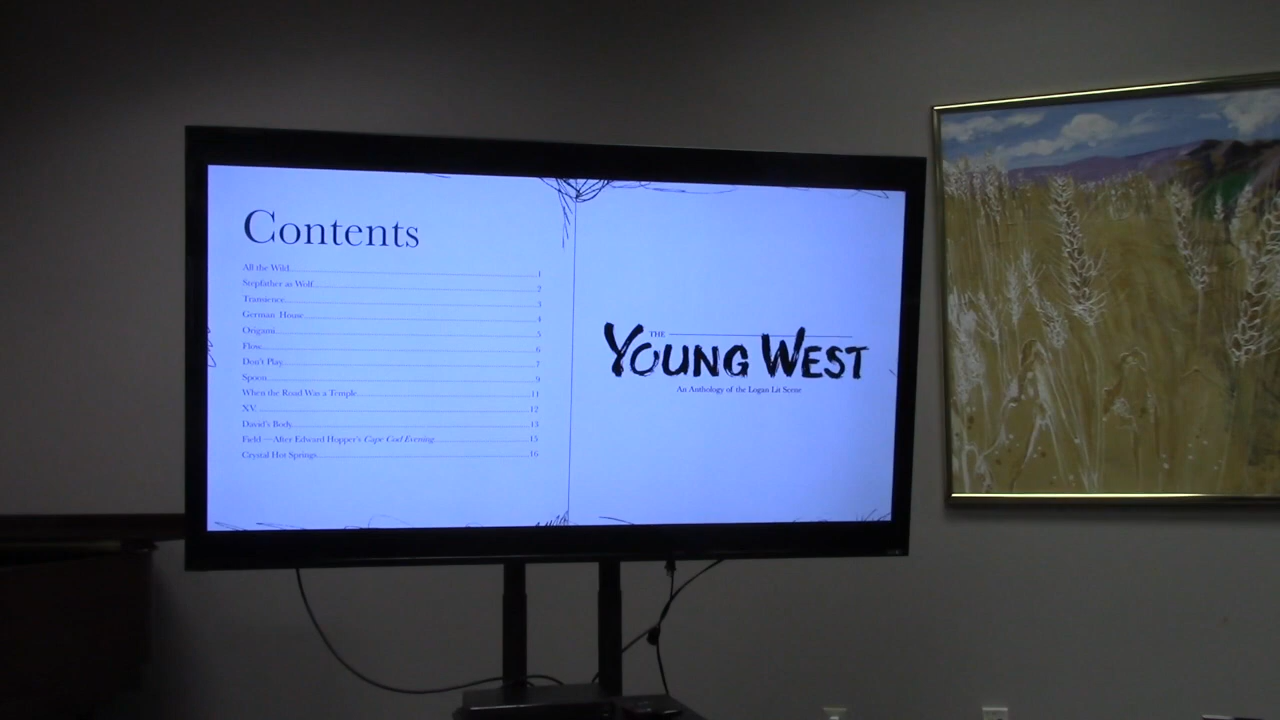 Contents
All the Wild 1
Stepfather as Wolf 2
Transience 3
German House 4
Origami 5
Flow 6
Don't Play 7
Spoon 9
When the Road Was a Temple 11
XV. 12
David's Body 13
Field —After Edward Hopper's Cape Cod Evening 15
Crystal Hot Springs 16
THE
YOUNG WEST
An Anthology of the Logan Lit Scene